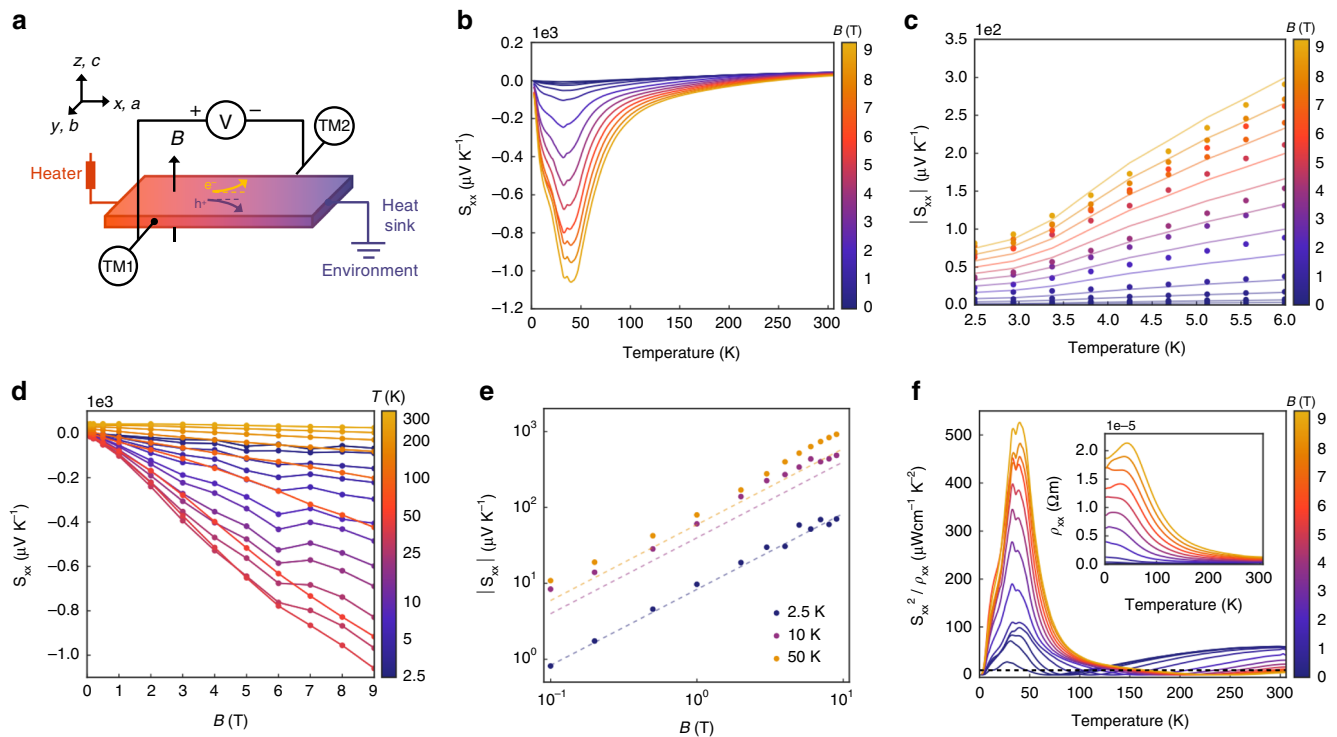 a
z, c
x, a
y, b
B
+
V
−
TM2
Heater
e⁻
h⁺
TM1
Heat
sink
Environment
b
1e3
B (T)
0.2
0.0
−0.2
−0.4
−0.6
−0.8
−1.0
−1.2
Sxx (μV K⁻¹)
0 50 100 150 200 250 300
Temperature (K)
9
8
7
6
5
4
3
2
1
0
c
1e2
B (T)
3.5
3.0
2.5
2.0
1.5
1.0
0.5
0.0
| Sxx | (μV K⁻¹)
2.5 3.0 3.5 4.0 4.5 5.0 5.5 6.0
Temperature (K)
9
8
7
6
5
4
3
2
1
0
d
1e3
T (K)
0.0
−0.2
−0.4
−0.6
−0.8
−1.0
Sxx (μV K⁻¹)
0 1 2 3 4 5 6 7 8 9
B (T)
300
200
100
50
25
10
5
2.5
e
10³
10²
10¹
10⁰
| Sxx | (μV K⁻¹)
2.5 K
10 K
50 K
10⁻¹ 10⁰ 10¹
B (T)
f
B (T)
500
400
300
200
100
0
Sxx² / ρxx (μWcm⁻¹ K⁻²)
1e−5
2.0
1.5
1.0
0.5
0.0
ρxx (Ωm)
0 100 200 300
Temperature (K)
0 50 100 150 200 250 300
Temperature (K)
9
8
7
6
5
4
3
2
1
0